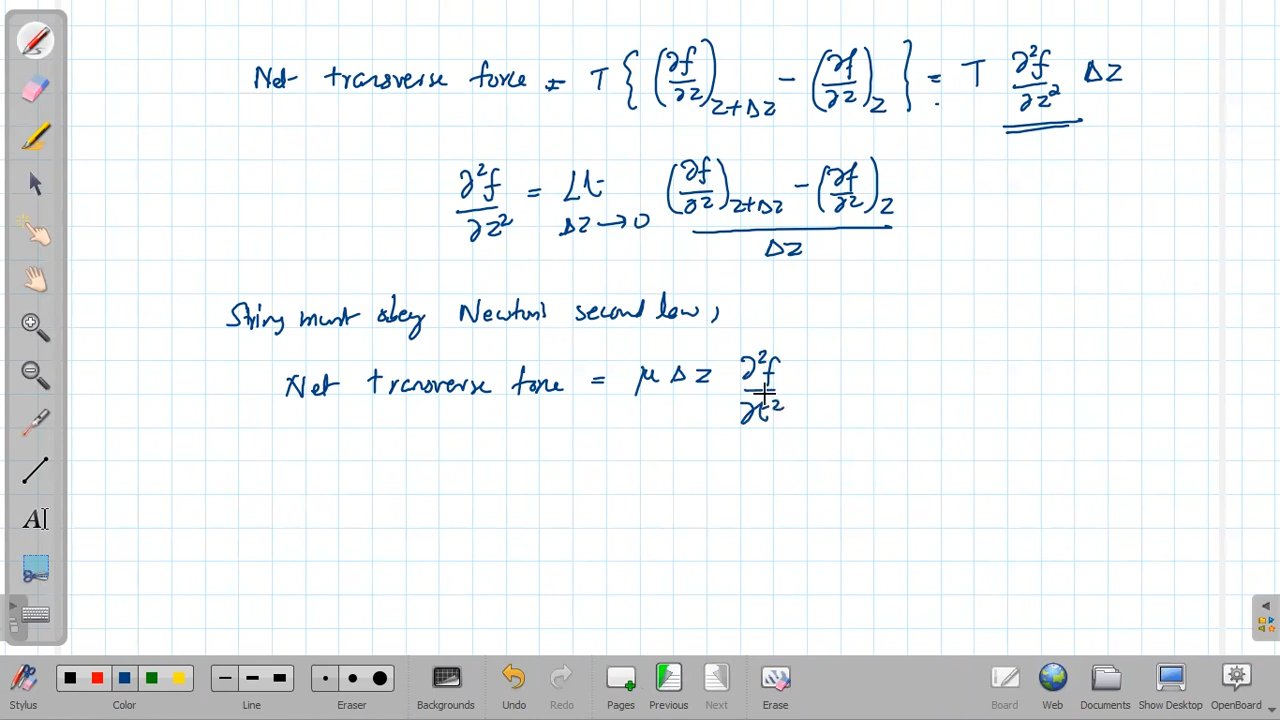 Net transverse force = T { (∂f/∂z)_{z+Δz} − (∂f/∂z)_z } = T ∂²f/∂z² Δz
∂²f/∂z² = Lt Δz→0 ((∂f/∂z)_{z+Δz} − (∂f/∂z)_z)/Δz
String must obey Newton's second law,
Net transverse force = μ Δz ∂²f/∂t²
Stylus Color Line Eraser Backgrounds Undo Redo Pages Previous Next Erase Board Web Documents Show Desktop OpenBoard